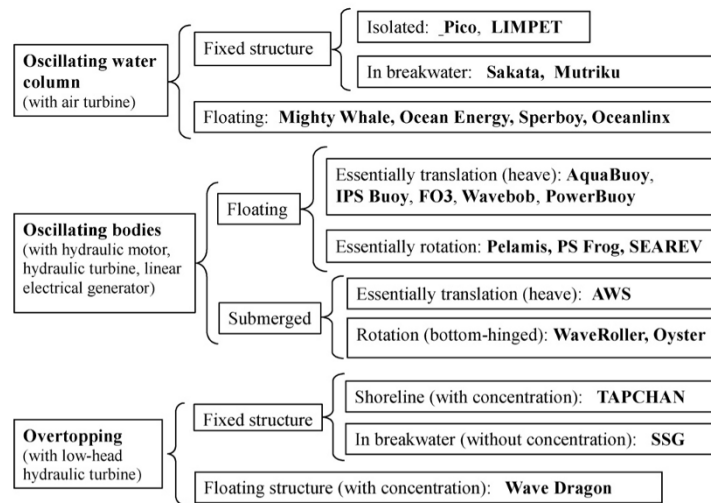 Oscillating water
column
(with air turbine)
Fixed structure
Isolated: _Pico, LIMPET
In breakwater: Sakata, Mutriku
Floating: Mighty Whale, Ocean Energy, Sperboy, Oceanlinx
Oscillating bodies
(with hydraulic motor,
hydraulic turbine, linear
electrical generator)
Floating
Essentially translation (heave): AquaBuoy,
IPS Buoy, FO3, Wavebob, PowerBuoy
Essentially rotation: Pelamis, PS Frog, SEAREV
Submerged
Essentially translation (heave): AWS
Rotation (bottom-hinged): WaveRoller, Oyster
Overtopping
(with low-head
hydraulic turbine)
Fixed structure
Shoreline (with concentration): TAPCHAN
In breakwater (without concentration): SSG
Floating structure (with concentration): Wave Dragon